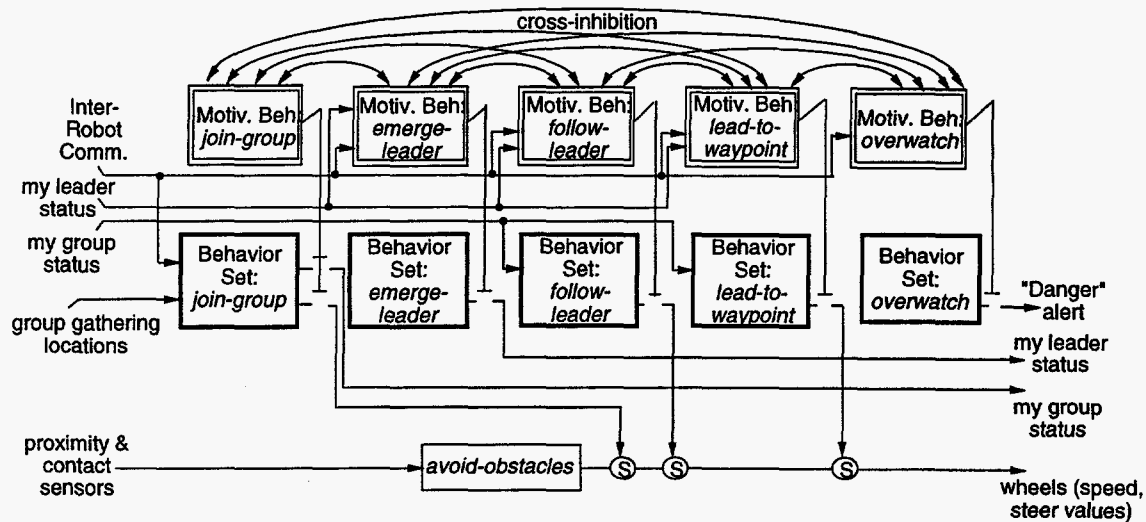 cross-inhibition
Inter-
Robot
Comm.
Motiv. Beh:
join-group
Motiv. Beh:
emerge-
leader
Motiv. Beh:
follow-
leader
Motiv. Beh:
lead-to-
waypoint
Motiv. Beh:
overwatch
my leader
status
my group
status
group gathering
locations
Behavior
Set:
join-group
Behavior
Set:
emerge-
leader
Behavior
Set:
follow-
leader
Behavior
Set:
lead-to-
waypoint
Behavior
Set:
overwatch
"Danger"
alert
my leader
status
my group
status
proximity &
contact
sensors
avoid-obstacles
S
S
S
wheels (speed,
steer values)